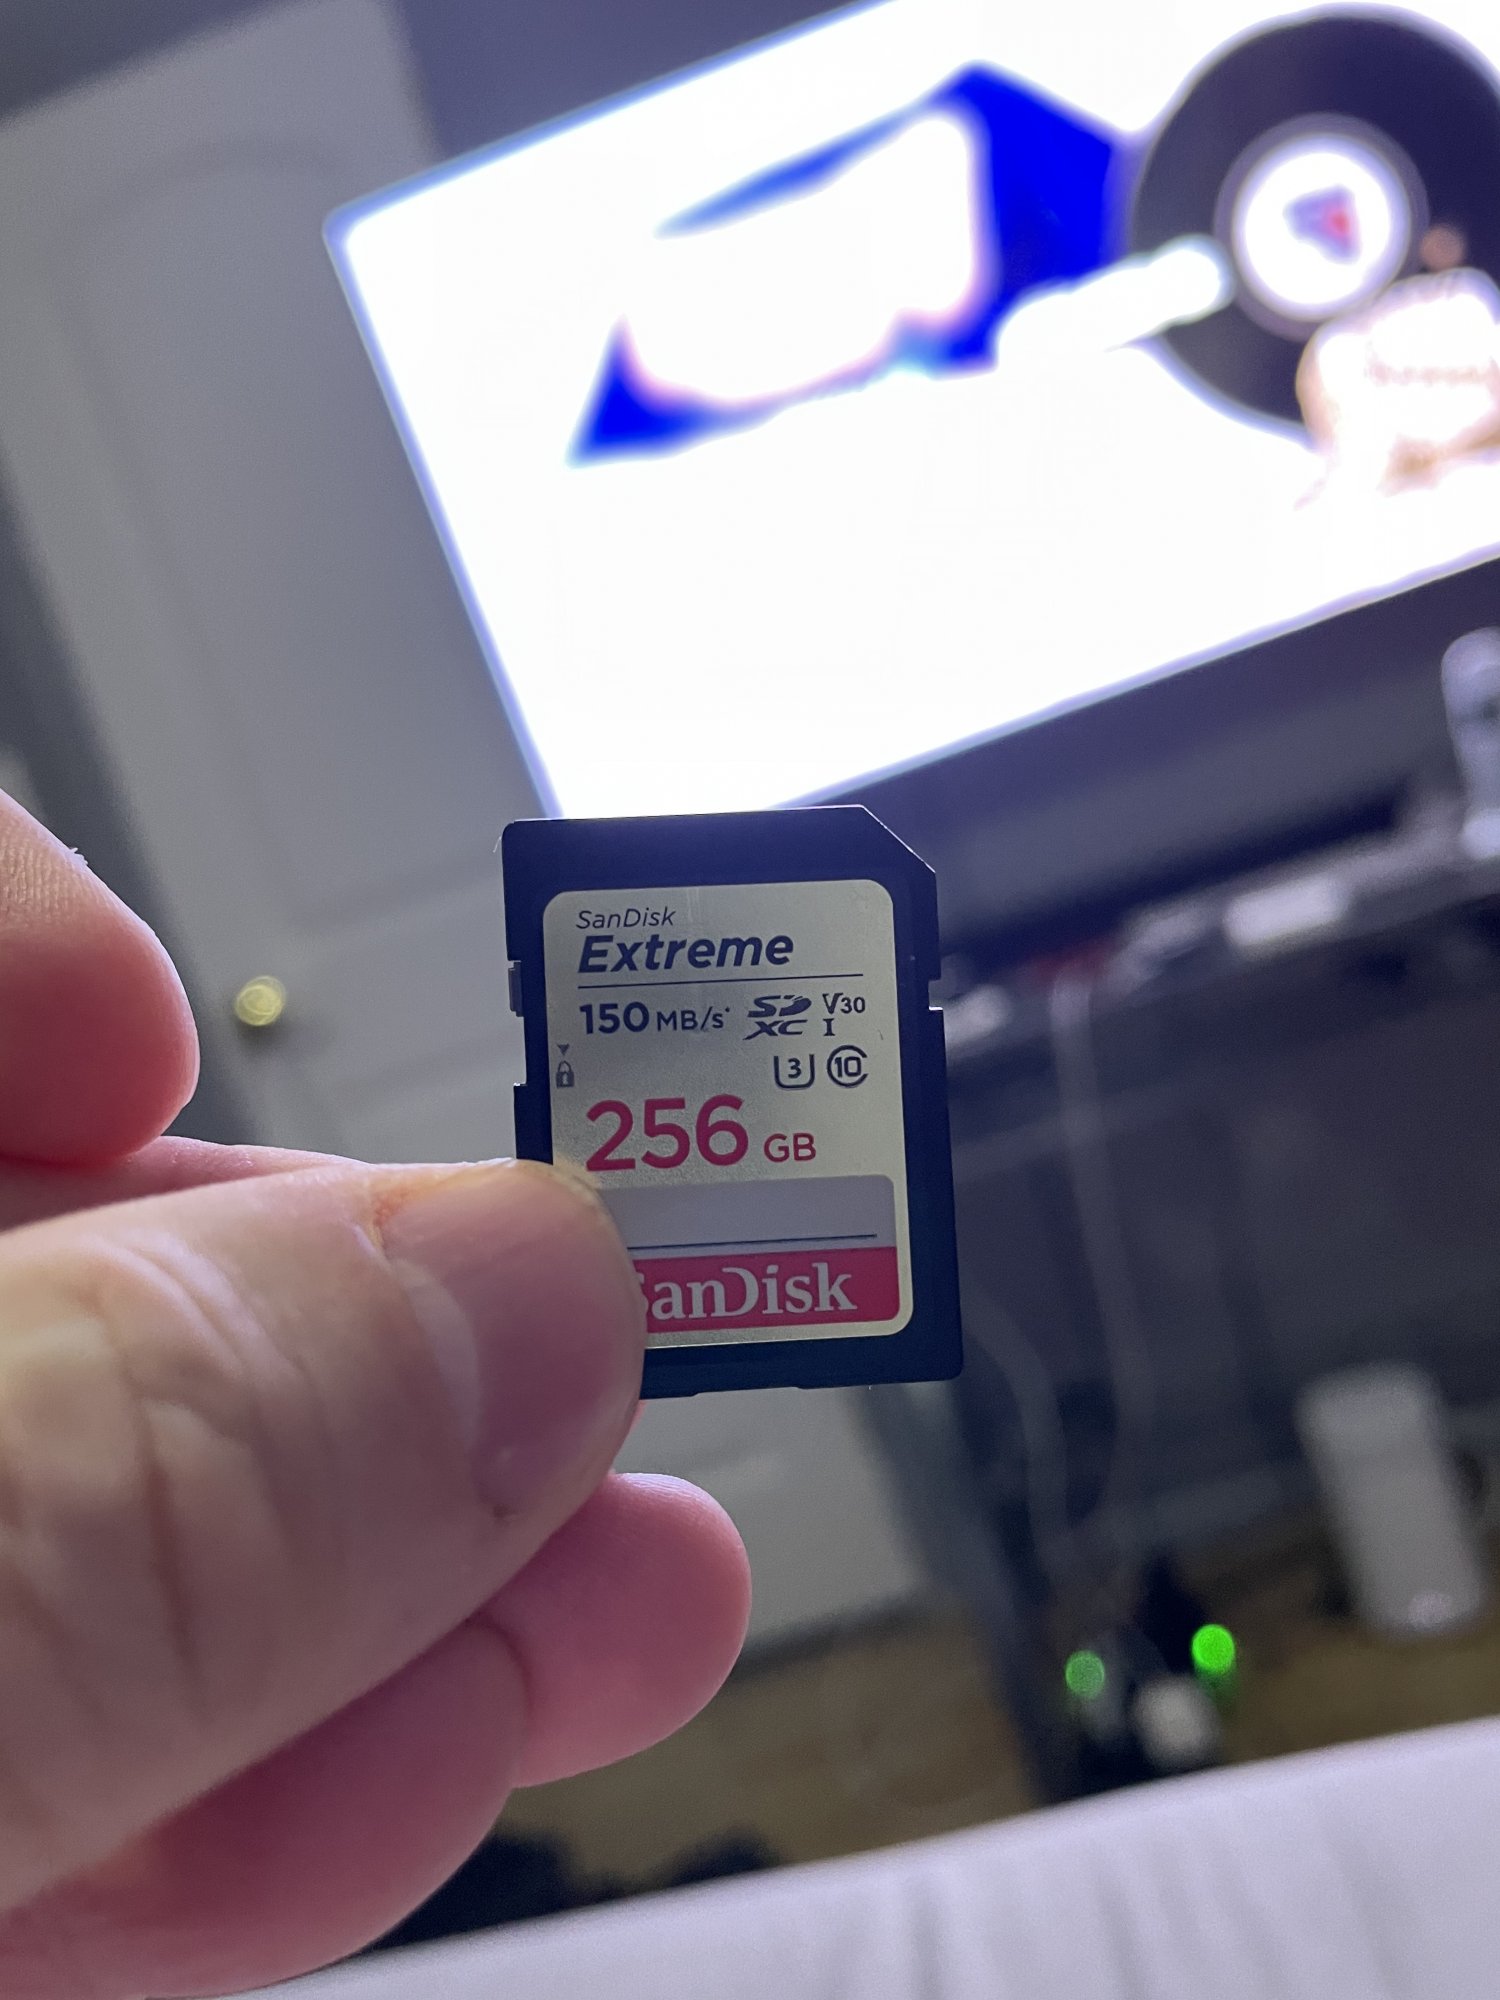 SanDisk
Extreme
150 MB/s* SD XC V30 I
3 10
256 GB
SanDisk